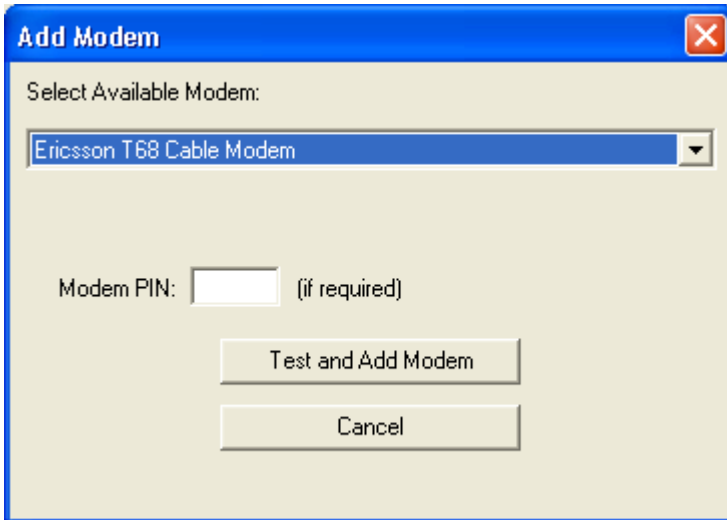 Add Modem
Select Available Modem:
Ericsson T68 Cable Modem
Modem PIN: (if required)
Test and Add Modem
Cancel